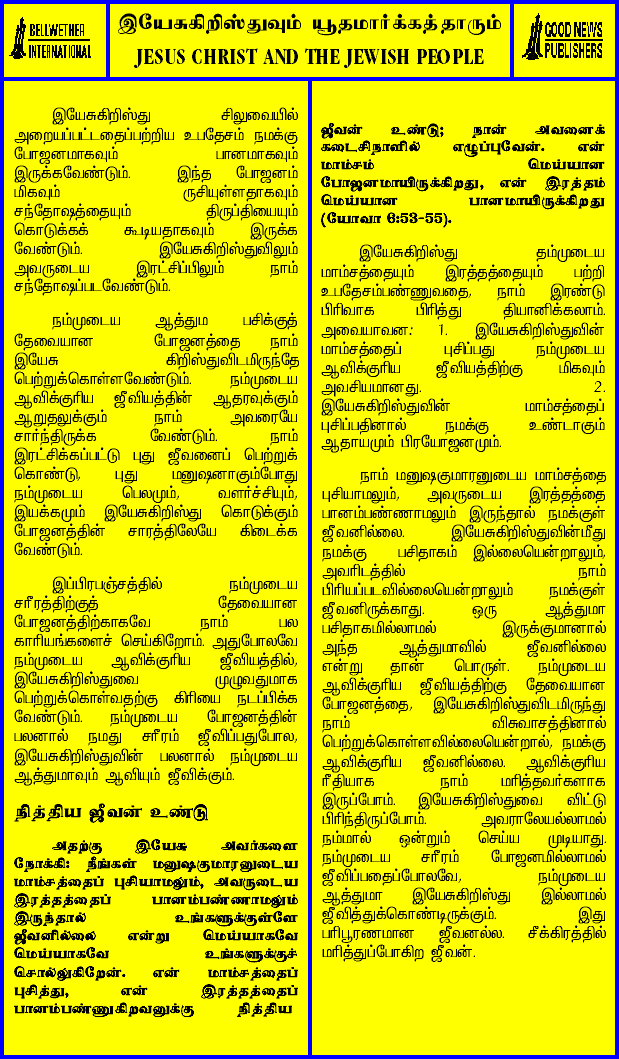 BELLWETHER
INTERNATIONAL
இயேசுகிறிஸ்துவும் யூதமார்க்கத்தாரும்
JESUS CHRIST AND THE JEWISH PEOPLE
GOOD NEWS
PUBLISHERS
இயேசுகிறிஸ்து சிலுவையில்
அறையப்பட்டதைப்பற்றிய உபதேசம் நமக்கு
போஜனமாகவும் பானமாகவும்
இருக்கவேண்டும். இந்த போஜனம்
மிகவும் ருசியுள்ளதாகவும்
சந்தோஷத்தையும் திருப்தியையும்
கொடுக்கக் கூடியதாகவும் இருக்க
வேண்டும். இயேசுகிறிஸ்துவிலும்
அவருடைய இரட்சிப்பிலும் நாம்
சந்தோஷப்படவேண்டும்.
நம்முடைய ஆத்தும பசிக்குத்
தேவையான போஜனத்தை நாம்
இயேசு கிறிஸ்துவிடமிருந்தே
பெற்றுக்கொள்ளவேண்டும். நம்முடைய
ஆவிக்குரிய ஜீவியத்தின் ஆதரவுக்கும்
ஆறுதலுக்கும் நாம் அவரையே
சார்ந்திருக்க வேண்டும். நாம்
இரட்சிக்கப்பட்டு புது ஜீவனைப் பெற்றுக்
கொண்டு, புது மனுஷனாகும்போது
நம்முடைய பெலமும், வளர்ச்சியும்,
இயக்கமும் இயேசுகிறிஸ்து கொடுக்கும்
போஜனத்தின் சாரத்திலேயே கிடைக்க
வேண்டும்.
இப்பிரபஞ்சத்தில் நம்முடைய
சரீரத்திற்குத் தேவையான
போஜனத்திற்காகவே நாம் பல
காரியங்களைச் செய்கிறோம். அதுபோலவே
நம்முடைய ஆவிக்குரிய ஜீவியத்தில்,
இயேசுகிறிஸ்துவை முழுவதுமாக
பெற்றுக்கொள்வதற்கு கிரியை நடப்பிக்க
வேண்டும். நம்முடைய போஜனத்தின்
பலனால் நமது சரீரம் ஜீவிப்பதுபோல,
இயேசுகிறிஸ்துவின் பலனால் நம்முடைய
ஆத்துமாவும் ஆவியும் ஜீவிக்கும்.
நித்திய ஜீவன் உண்டு
அதற்கு இயேசு அவர்களை
நோக்கி: நீங்கள் மனுஷகுமாரனுடைய
மாம்சத்தைப் புசியாமலும், அவருடைய
இரத்தத்தைப் பானம்பண்ணாமலும்
இருந்தால் உங்களுக்குள்ளே
ஜீவனில்லை என்று மெய்யாகவே
மெய்யாகவே உங்களுக்குச்
சொல்லுகிறேன். என் மாம்சத்தைப்
புசித்து, என் இரத்தத்தைப்
பானம்பண்ணுகிறவனுக்கு நித்திய
ஜீவன் உண்டு; நான் அவனைக்
கடைசிநாளில் எழுப்புவேன். என்
மாம்சம் மெய்யான
போஜனமாயிருக்கிறது, என் இரத்தம்
மெய்யான பானமாயிருக்கிறது
(யோவா 6:53-55).
இயேசுகிறிஸ்து தம்முடைய
மாம்சத்தையும் இரத்தத்தையும் பற்றி
உபதேசம்பண்ணுவதை, நாம் இரண்டு
பிரிவாக பிரித்து தியானிக்கலாம்.
அவையாவன: 1. இயேசுகிறிஸ்துவின்
மாம்சத்தைப் புசிப்பது நம்முடைய
ஆவிக்குரிய ஜீவியத்திற்கு மிகவும்
அவசியமானது. 2.
இயேசுகிறிஸ்துவின் மாம்சத்தைப்
புசிப்பதினால் நமக்கு உண்டாகும்
ஆதாயமும் பிரயோஜனமும்.
நாம் மனுஷகுமாரனுடைய மாம்சத்தை
புசியாமலும், அவருடைய இரத்தத்தை
பானம்பண்ணாமலும் இருந்தால் நமக்குள்
ஜீவனில்லை. இயேசுகிறிஸ்துவின்மீது
நமக்கு பசிதாகம் இல்லையென்றாலும்,
அவரிடத்தில் நாம்
பிரியப்படவில்லையென்றாலும் நமக்குள்
ஜீவனிருக்காது. ஒரு ஆத்துமா
பசிதாகமில்லாமல் இருக்குமானால்
அந்த ஆத்துமாவில் ஜீவனில்லை
என்று தான் பொருள். நம்முடைய
ஆவிக்குரிய ஜீவியத்திற்கு தேவையான
போஜனத்தை, இயேசுகிறிஸ்துவிடமிருந்து
நாம் விசுவாசத்தினால்
பெற்றுக்கொள்ளவில்லையென்றால், நமக்கு
ஆவிக்குரிய ஜீவனில்லை. ஆவிக்குரிய
ரீதியாக நாம் மரித்தவர்களாக
இருப்போம். இயேசுகிறிஸ்துவை விட்டு
பிரிந்திருப்போம். அவராலேயல்லாமல்
நம்மால் ஒன்றும் செய்ய முடியாது.
நம்முடைய சரீரம் போஜனமில்லாமல்
ஜீவிப்பதைப்போலவே, நம்முடைய
ஆத்துமா இயேசுகிறிஸ்து இல்லாமல்
ஜீவித்துக்கொண்டிருக்கும். இது
பரிபூரணமான ஜீவனல்ல. சீக்கிரத்தில்
மரித்துப்போகிற ஜீவன்.